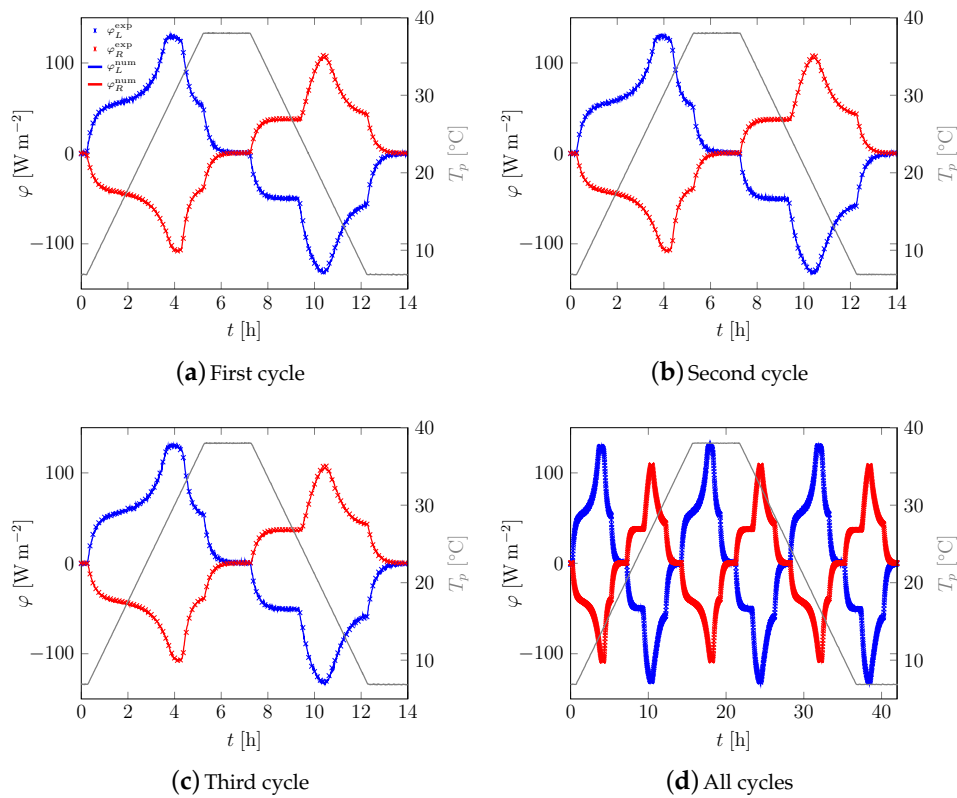 φ_L^exp
φ_R^exp
φ_L^num
φ_R^num
100
0
−100
φ [W m⁻²]
40
30
20
10
T_p [°C]
0 2 4 6 8 10 12 14
t [h]
(a) First cycle
100
0
−100
φ [W m⁻²]
40
30
20
10
T_p [°C]
0 2 4 6 8 10 12 14
t [h]
(b) Second cycle
100
0
−100
φ [W m⁻²]
40
30
20
10
T_p [°C]
0 2 4 6 8 10 12 14
t [h]
(c) Third cycle
100
0
−100
φ [W m⁻²]
40
30
20
10
T_p [°C]
0 10 20 30 40
t [h]
(d) All cycles